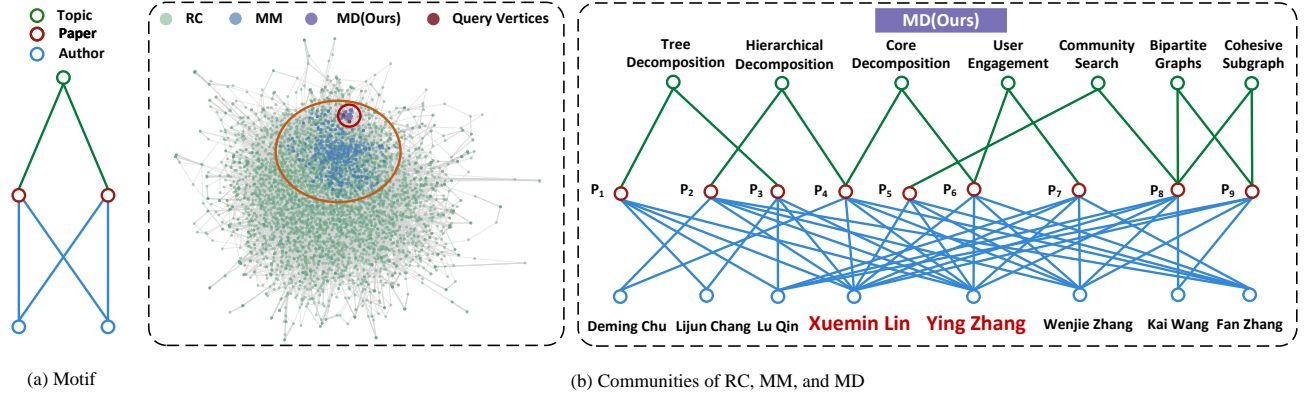 Topic
Paper
Author
RC
MM
MD(Ours)
Query Vertices
MD(Ours)
Tree
Decomposition
Hierarchical
Decomposition
Core
Decomposition
User
Engagement
Community
Search
Bipartite
Graphs
Cohesive
Subgraph
P1
P2
P3
P4
P5
P6
P7
P8
P9
Deming Chu
Lijun Chang
Lu Qin
Xuemin Lin
Ying Zhang
Wenjie Zhang
Kai Wang
Fan Zhang
(a) Motif
(b) Communities of RC, MM, and MD